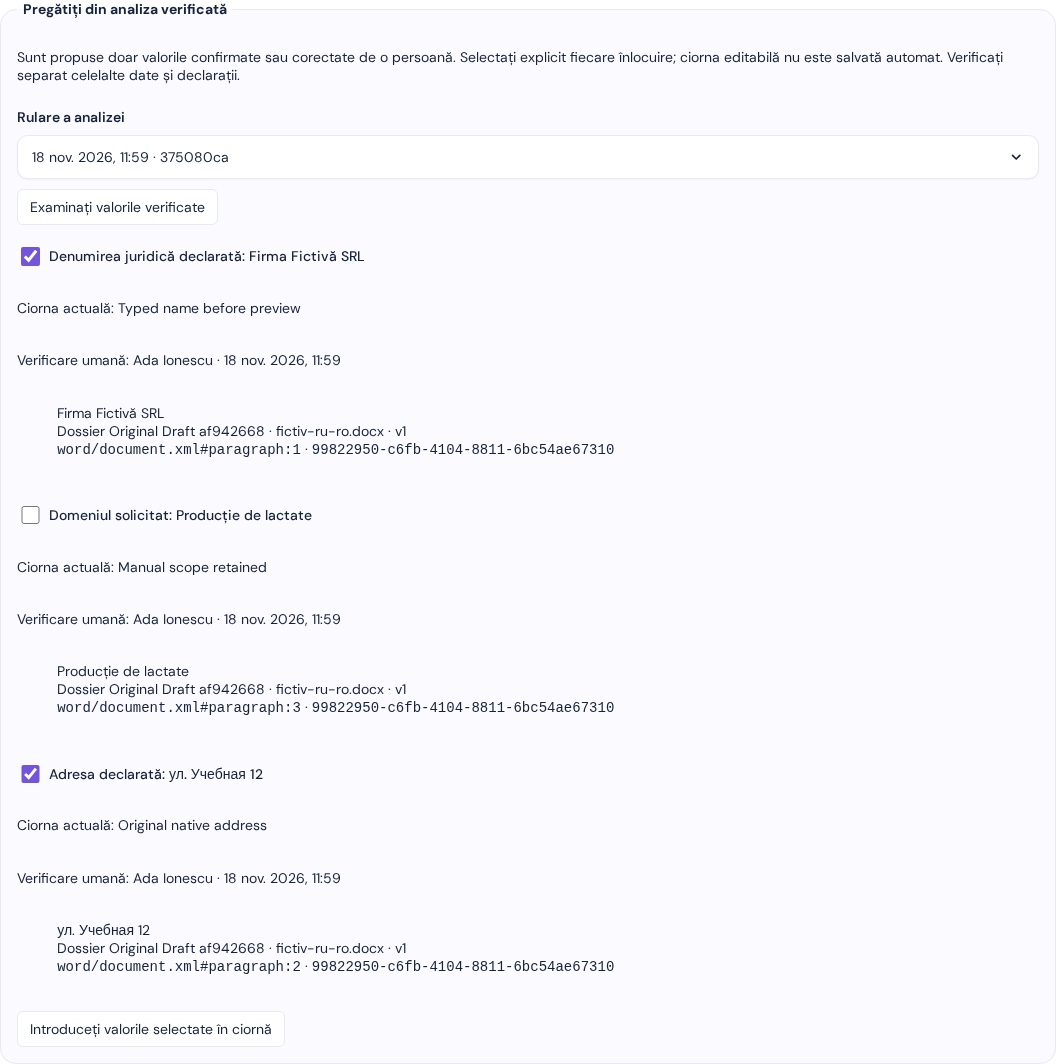 Pregătiți din analiza verificată
Sunt propuse doar valorile confirmate sau corectate de o persoană. Selectați explicit fiecare înlocuire; ciorna editabilă nu este salvată automat. Verificați
separat celelalte date și declarații.
Rulare a analizei
18 nov. 2026, 11:59 · 375080ca
Examinați valorile verificate
Denumirea juridică declarată: Firma Fictivă SRL
Ciorna actuală: Typed name before preview
Verificare umană: Ada Ionescu · 18 nov. 2026, 11:59
Firma Fictivă SRL
Dossier Original Draft af942668 · fictiv-ru-ro.docx · v1
word/document.xml#paragraph:1 · 99822950-c6fb-4104-8811-6bc54ae67310
Domeniul solicitat: Producție de lactate
Ciorna actuală: Manual scope retained
Verificare umană: Ada Ionescu · 18 nov. 2026, 11:59
Producție de lactate
Dossier Original Draft af942668 · fictiv-ru-ro.docx · v1
word/document.xml#paragraph:3 · 99822950-c6fb-4104-8811-6bc54ae67310
Adresa declarată: ул. Учебная 12
Ciorna actuală: Original native address
Verificare umană: Ada Ionescu · 18 nov. 2026, 11:59
ул. Учебная 12
Dossier Original Draft af942668 · fictiv-ru-ro.docx · v1
word/document.xml#paragraph:2 · 99822950-c6fb-4104-8811-6bc54ae67310
Introduceți valorile selectate în ciornă